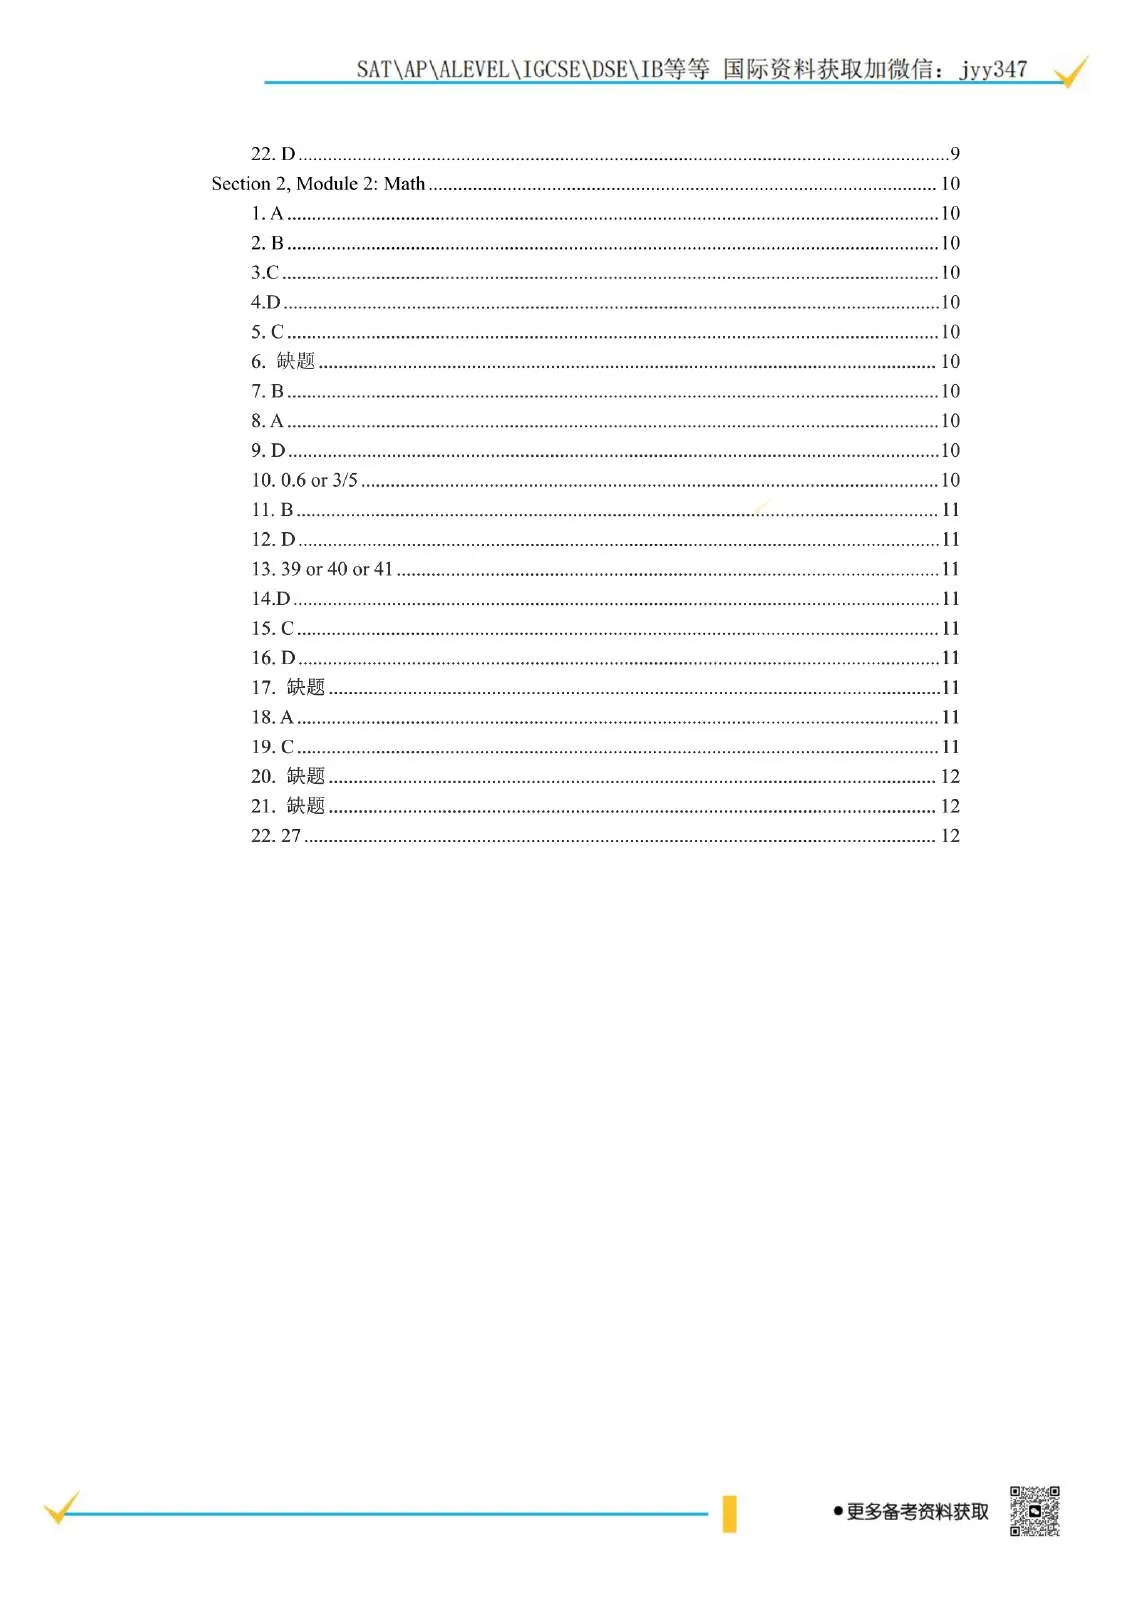 SAT\AP\ALEVEL\IGCSE\DSE\IB等等 国际资料获取加微信：jyy347
22. D........................................9
Section 2, Module 2: Math........................................10
1. A........................................10
2. B........................................10
3.C........................................10
4.D........................................10
5. C........................................10
6. 缺题........................................10
7. B........................................10
8. A........................................10
9. D........................................10
10. 0.6 or 3/5........................................10
11. B........................................11
12. D........................................11
13. 39 or 40 or 41........................................11
14.D........................................11
15. C........................................11
16. D........................................11
17. 缺题........................................11
18. A........................................11
19. C........................................11
20. 缺题........................................12
21. 缺题........................................12
22. 27........................................12
●更多备考资料获取